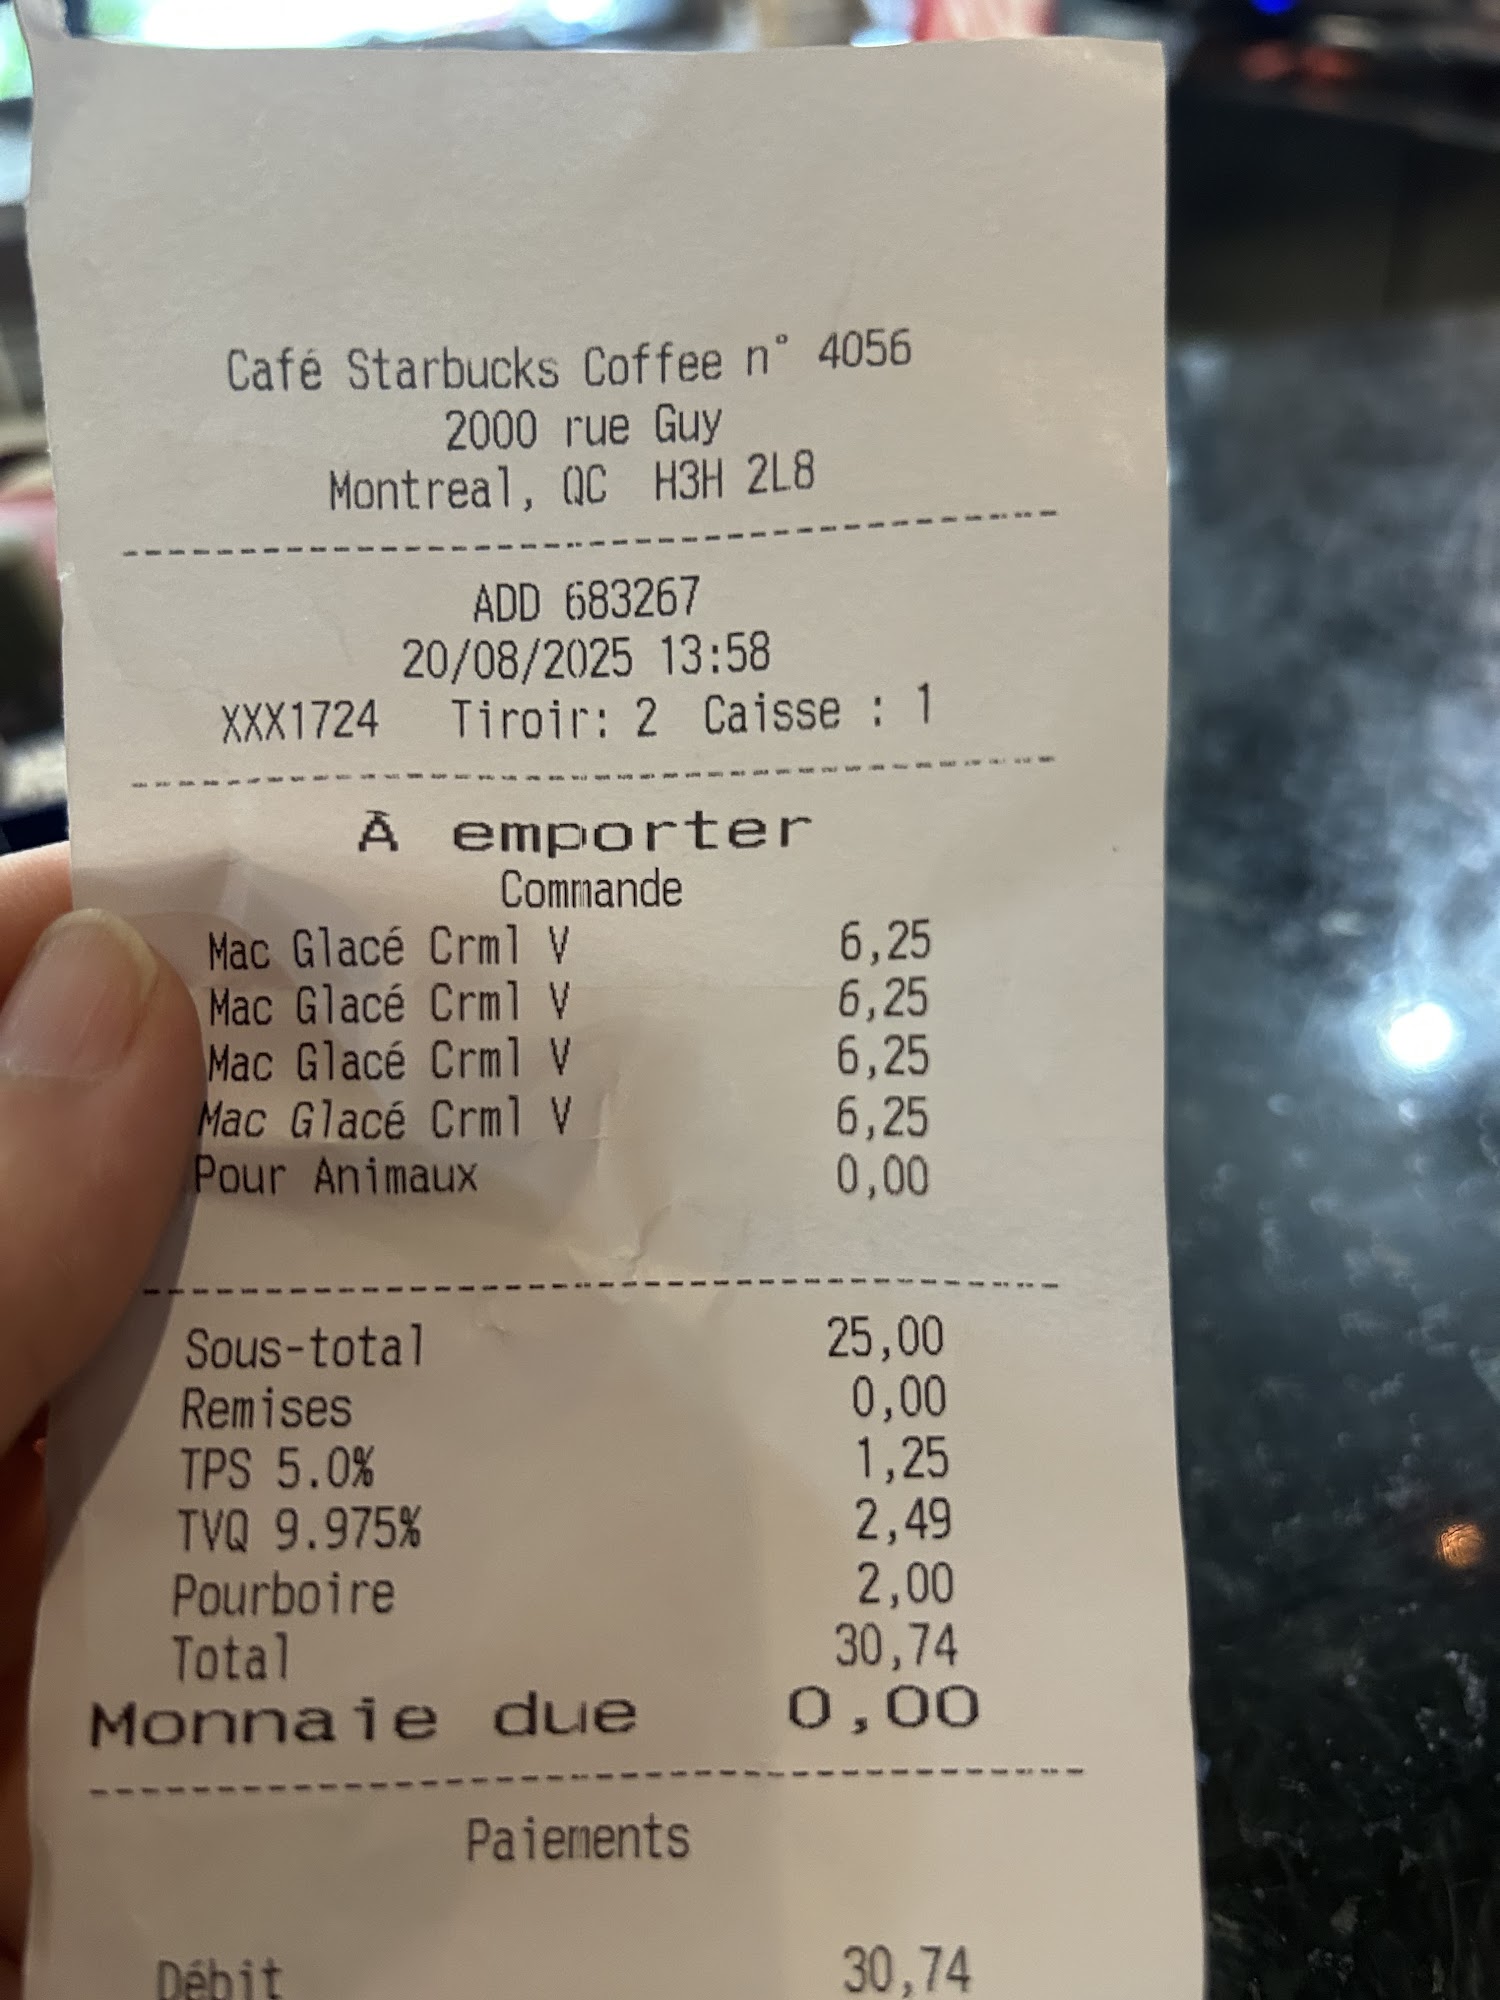 Café Starbucks Coffee n° 4056
2000 rue Guy
Montreal, QC H3H 2L8
ADD 683267
20/08/2025 13:58
XXX1724 Tiroir: 2 Caisse : 1
À emporter
Commande
Mac Glacé Crml V 6,25
Mac Glacé Crml V 6,25
Mac Glacé Crml V 6,25
Mac Glacé Crml V 6,25
Pour Animaux 0,00
Sous-total 25,00
Remises 0,00
TPS 5.0% 1,25
TVQ 9.975% 2,49
Pourboire 2,00
Total 30,74
Monnaie due 0,00
Paiements
Débit 30,74